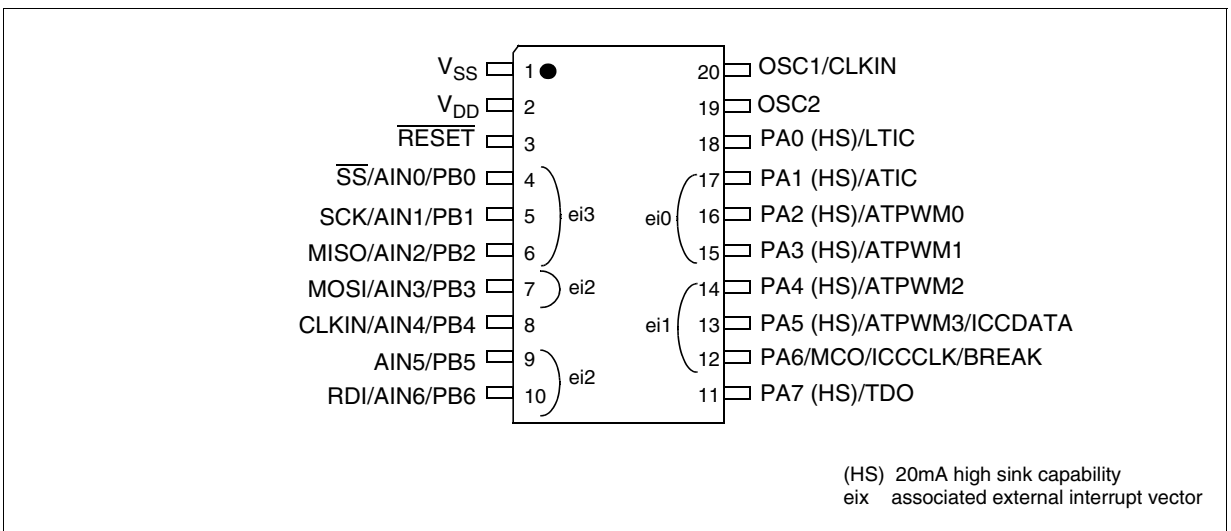 VSS 1 20 OSC1/CLKIN
VDD 2 19 OSC2
RESET 3 18 PA0 (HS)/LTIC
SS/AIN0/PB0 4 17 PA1 (HS)/ATIC
SCK/AIN1/PB1 5 ei3 ei0 16 PA2 (HS)/ATPWM0
MISO/AIN2/PB2 6 15 PA3 (HS)/ATPWM1
MOSI/AIN3/PB3 7 ei2 14 PA4 (HS)/ATPWM2
CLKIN/AIN4/PB4 8 ei1 13 PA5 (HS)/ATPWM3/ICCDATA
AIN5/PB5 9 12 PA6/MCO/ICCCLK/BREAK
ei2
RDI/AIN6/PB6 10 11 PA7 (HS)/TDO
(HS) 20mA high sink capability
eix associated external interrupt vector